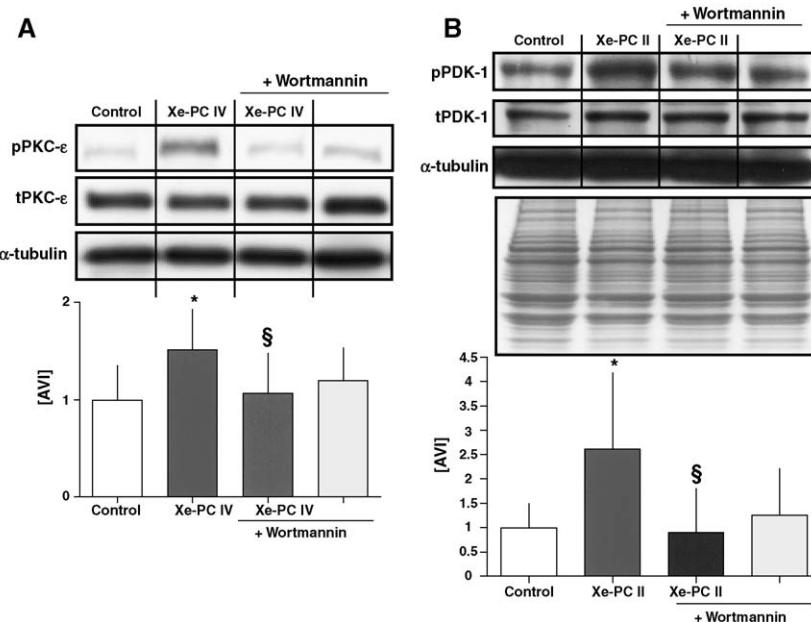 A
+ Wortmannin
Control Xe-PC IV Xe-PC IV
pPKC-ε
tPKC-ε
α-tubulin
2
1
0
[AVI]
*
§
Control Xe-PC IV Xe-PC IV
+ Wortmannin
B
+ Wortmannin
Control Xe-PC II Xe-PC II
pPDK-1
tPDK-1
α-tubulin
4.5
4
3.5
3
2.5
2
1.5
1
0.5
0
[AVI]
*
§
Control Xe-PC II Xe-PC II
+ Wortmannin